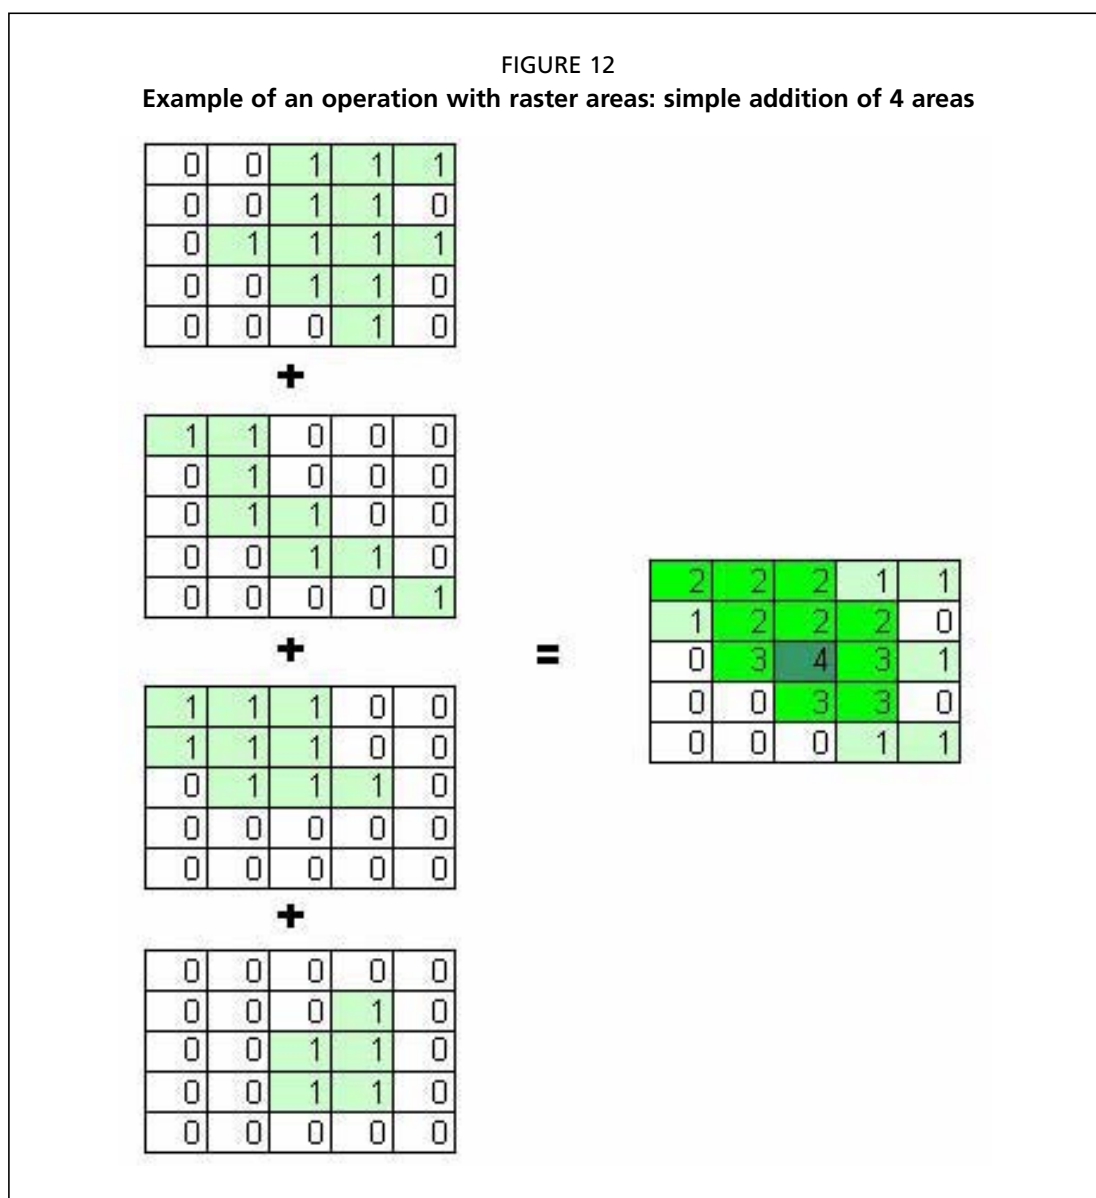 FIGURE 12
Example of an operation with raster areas: simple addition of 4 areas
0 0 1 1 1
0 0 1 1 0
0 1 1 1 1
0 0 1 1 0
0 0 0 1 0
+
1 1 0 0 0
0 1 0 0 0
0 1 1 0 0
0 0 1 1 0
0 0 0 0 1
+
1 1 1 0 0
1 1 1 0 0
0 1 1 1 0
0 0 0 0 0
0 0 0 0 0
+
0 0 0 0 0
0 0 0 1 0
0 0 1 1 0
0 0 1 1 0
0 0 0 0 0
=
2 2 2 1 1
1 2 2 2 0
0 3 4 3 1
0 0 3 3 0
0 0 0 1 1